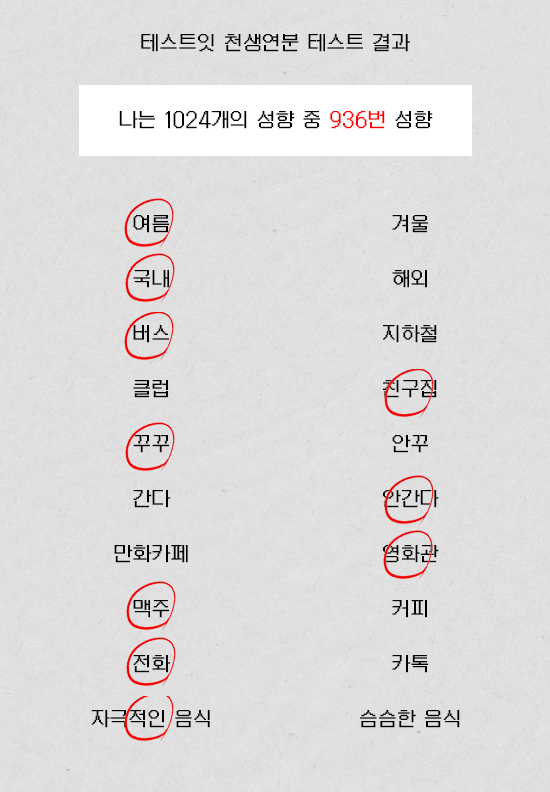 테스트잇 천생연분 테스트 결과
나는 1024개의 성향 중 936번 성향
여름 겨울
국내 해외
버스 지하철
클럽 친구집
꾸꾸 안꾸
간다 안간다
만화카페 영화관
맥주 커피
전화 카톡
자극적인 음식 슴슴한 음식